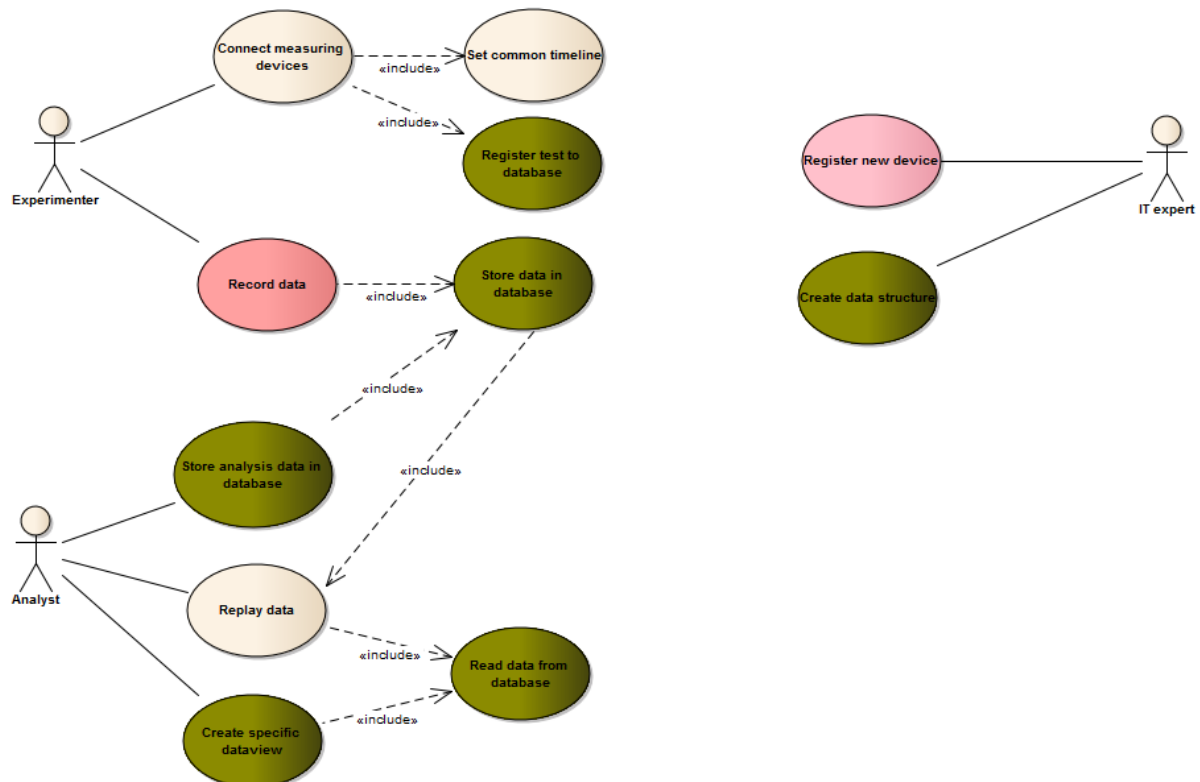 Connect measuring
devices
«include»
Set common timeline
«include»
Register test to
database
Experimenter
Register new device
IT expert
Record data
«include»
Store data in
database
Create data structure
«include»
Store analysis data in
database
«include»
Analyst
Replay data
«include»
Read data from
database
«include»
Create specific
dataview